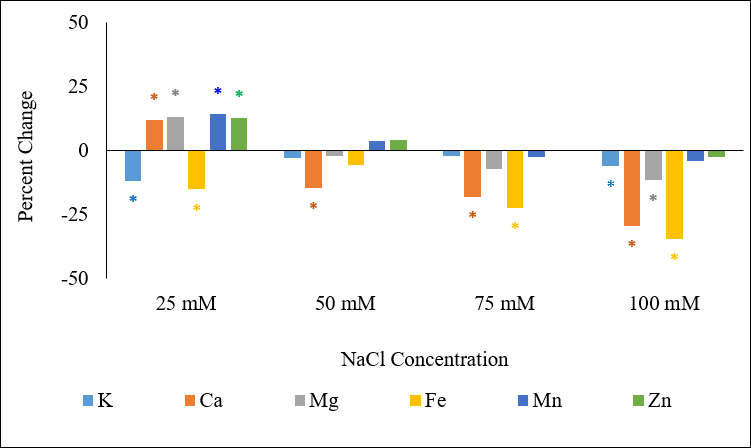 50
25
0
-25
-50
Percent Change
* * * * * *
* * *
* * * *
25 mM 50 mM 75 mM 100 mM
NaCl Concentration
K Ca Mg Fe Mn Zn